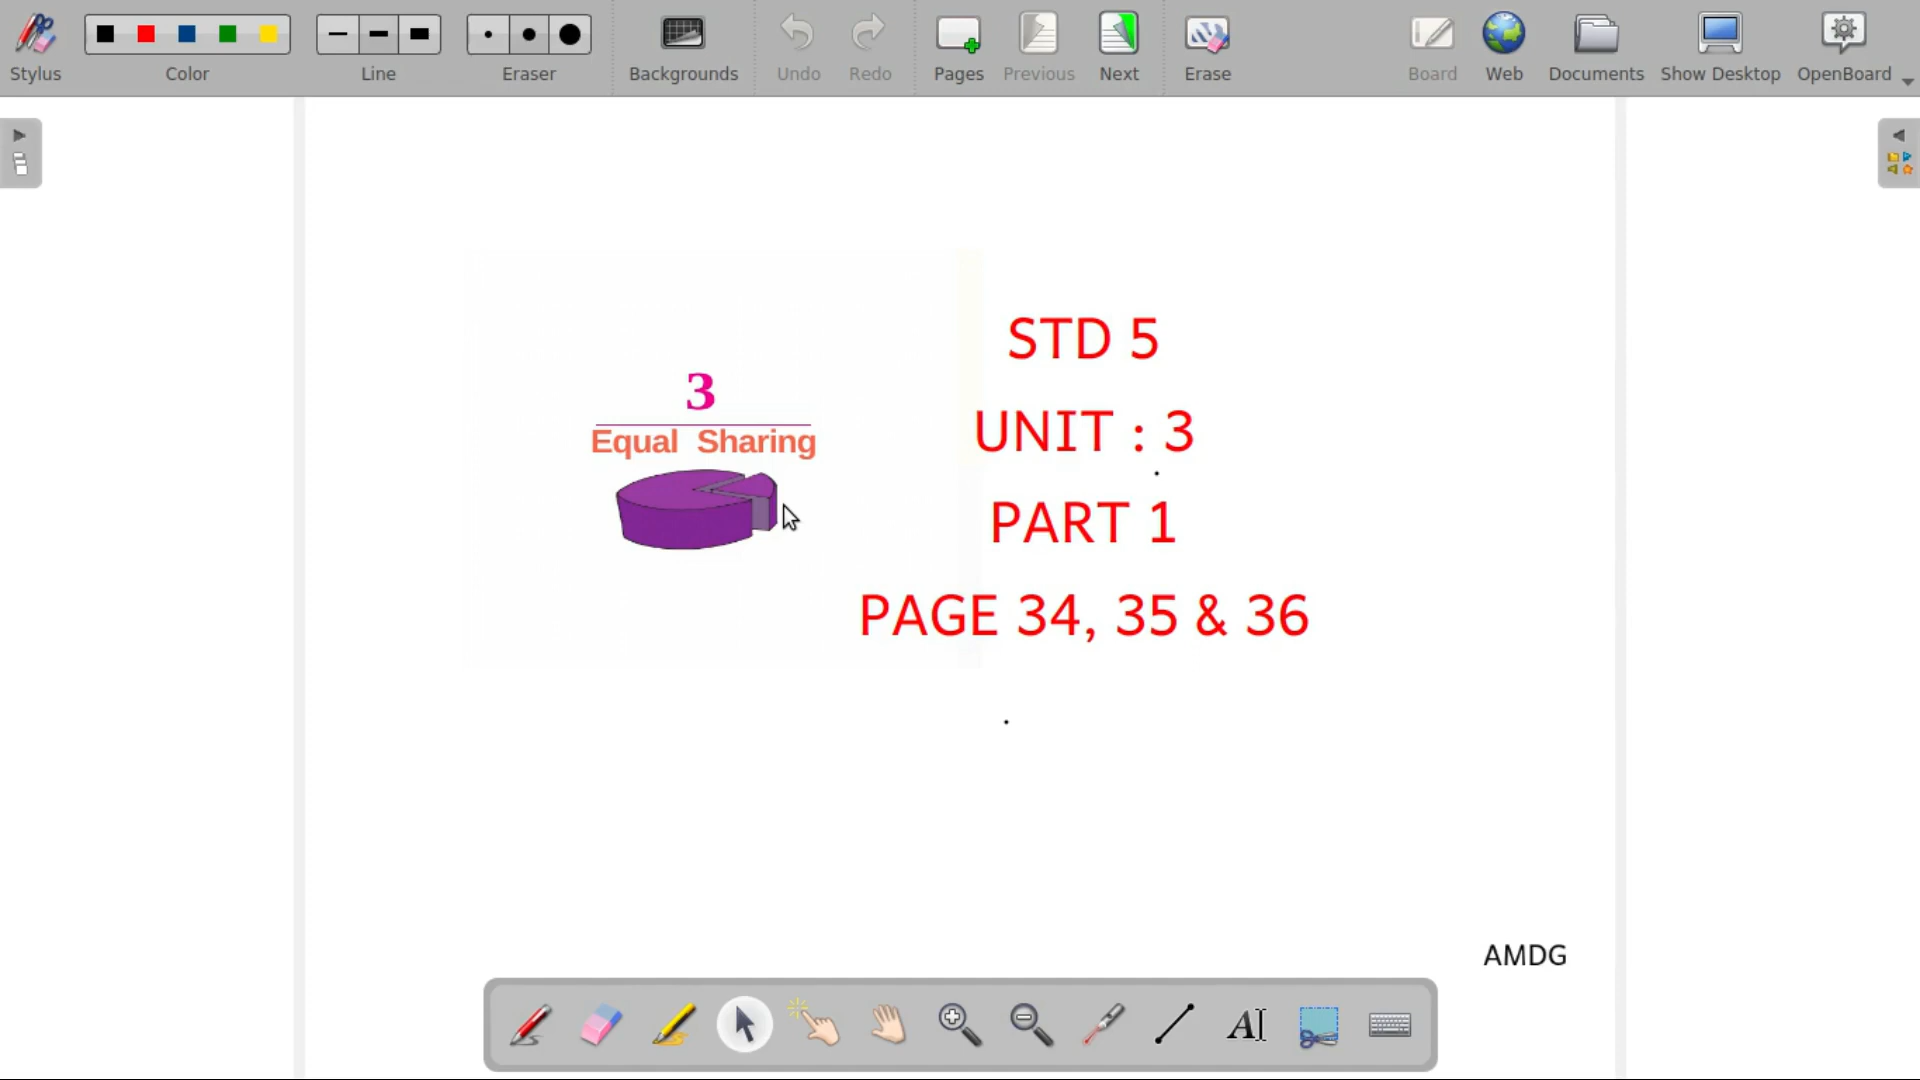 Stylus
Color
Line
Eraser
Backgrounds
Undo
Redo
Pages
Previous
Next
Erase
Board
Web
Documents
Show Desktop
OpenBoard
3
Equal Sharing
STD 5
UNIT : 3
PART 1
PAGE 34, 35 & 36
AMDG